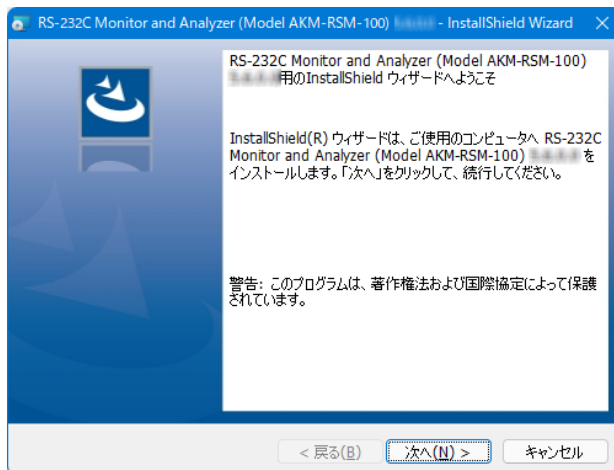 RS-232C Monitor and Analyzer (Model AKM-RSM-100) - InstallShield Wizard
RS-232C Monitor and Analyzer (Model AKM-RSM-100)
用のInstallShield ウィザードへようこそ
InstallShield(R) ウィザードは、ご使用のコンピュータへ RS-232C
Monitor and Analyzer (Model AKM-RSM-100) を
インストールします。「次へ」をクリックして、続行してください。
警告: このプログラムは、著作権法および国際協定によって保護
されています。
< 戻る(B)
次へ(N) >
キャンセル